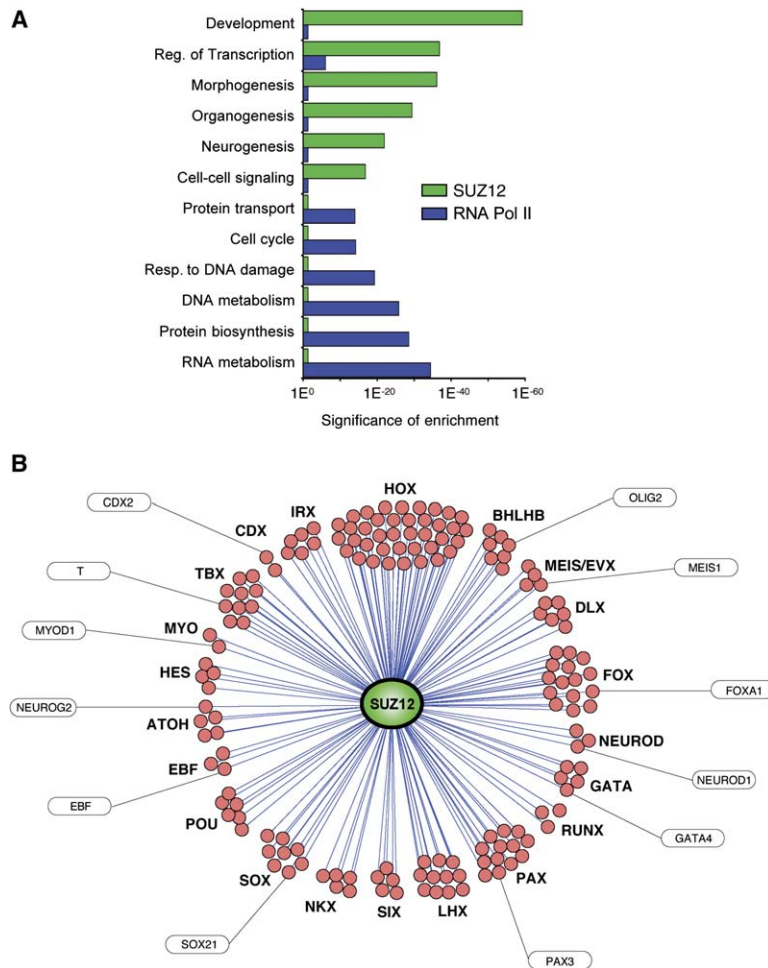 A
Development
Reg. of Transcription
Morphogenesis
Organogenesis
Neurogenesis
Cell-cell signaling
Protein transport
Cell cycle
Resp. to DNA damage
DNA metabolism
Protein biosynthesis
RNA metabolism
SUZ12
RNA Pol II
1E⁰ 1E⁻²⁰ 1E⁻⁴⁰ 1E⁻⁶⁰
Significance of enrichment
B
HOX
IRX
BHLHB
OLIG2
CDX2
CDX
MEIS/EVX
MEIS1
T
TBX
DLX
MYOD1
MYO
HES
FOX
FOXA1
NEUROG2
SUZ12
ATOH
NEUROD
NEUROD1
EBF
EBF
GATA
GATA4
POU
RUNX
SOX
PAX
NKX
SIX
LHX
SOX21
PAX3